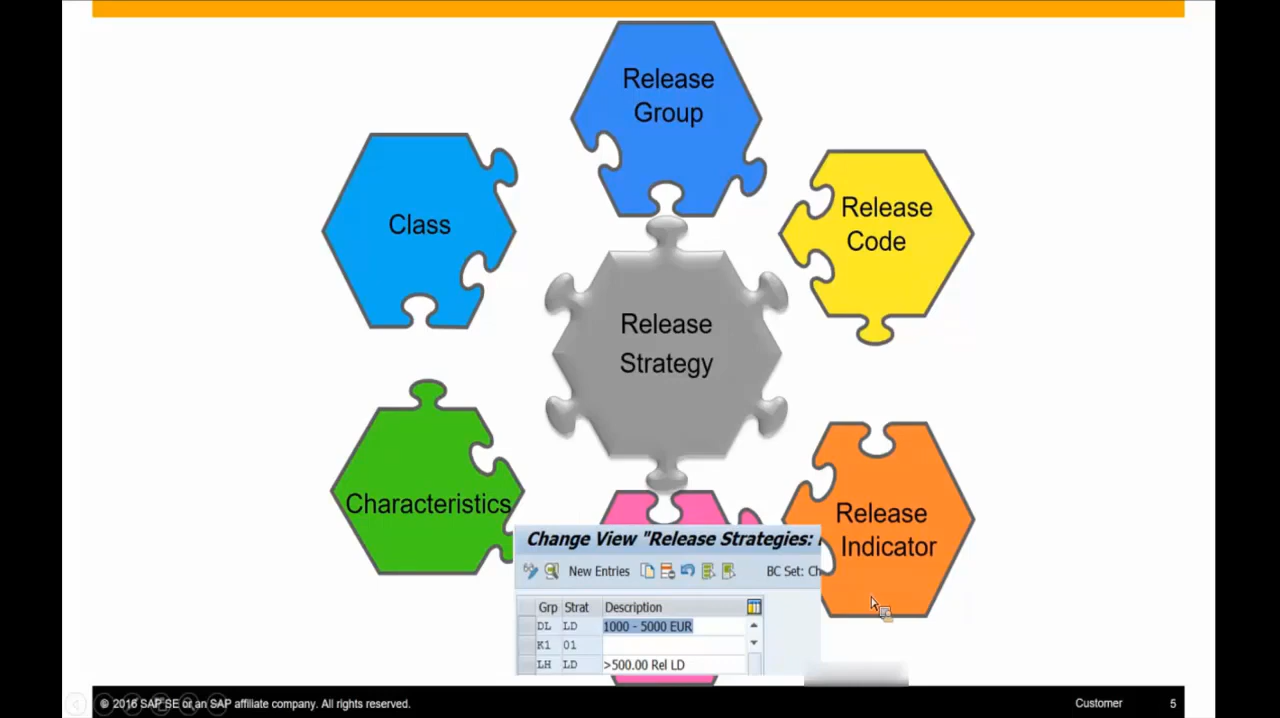 Release
Group
Class
Release
Code
Release
Strategy
Characteristics
Release
Indicator
Change View "Release Strategies:
New Entries
BC Set: Ch
Grp Strat Description
DL LD 1000 - 5000 EUR
K1 01
LH LD >500.00 Rel LD
© 2016 SAP SE or an SAP affiliate company. All rights reserved.
Customer
5